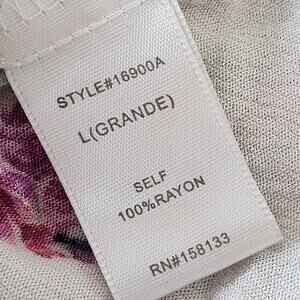 STYLE#16900A
L(GRANDE)
SELF
100%RAYON
RN#158133